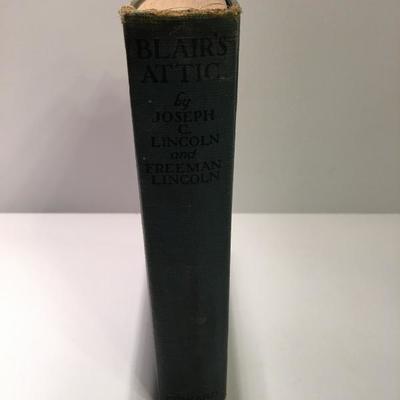 BLAIR'S
ATTIC
by
JOSEPH
C.
LINCOLN
and
FREEMAN
LINCOLN